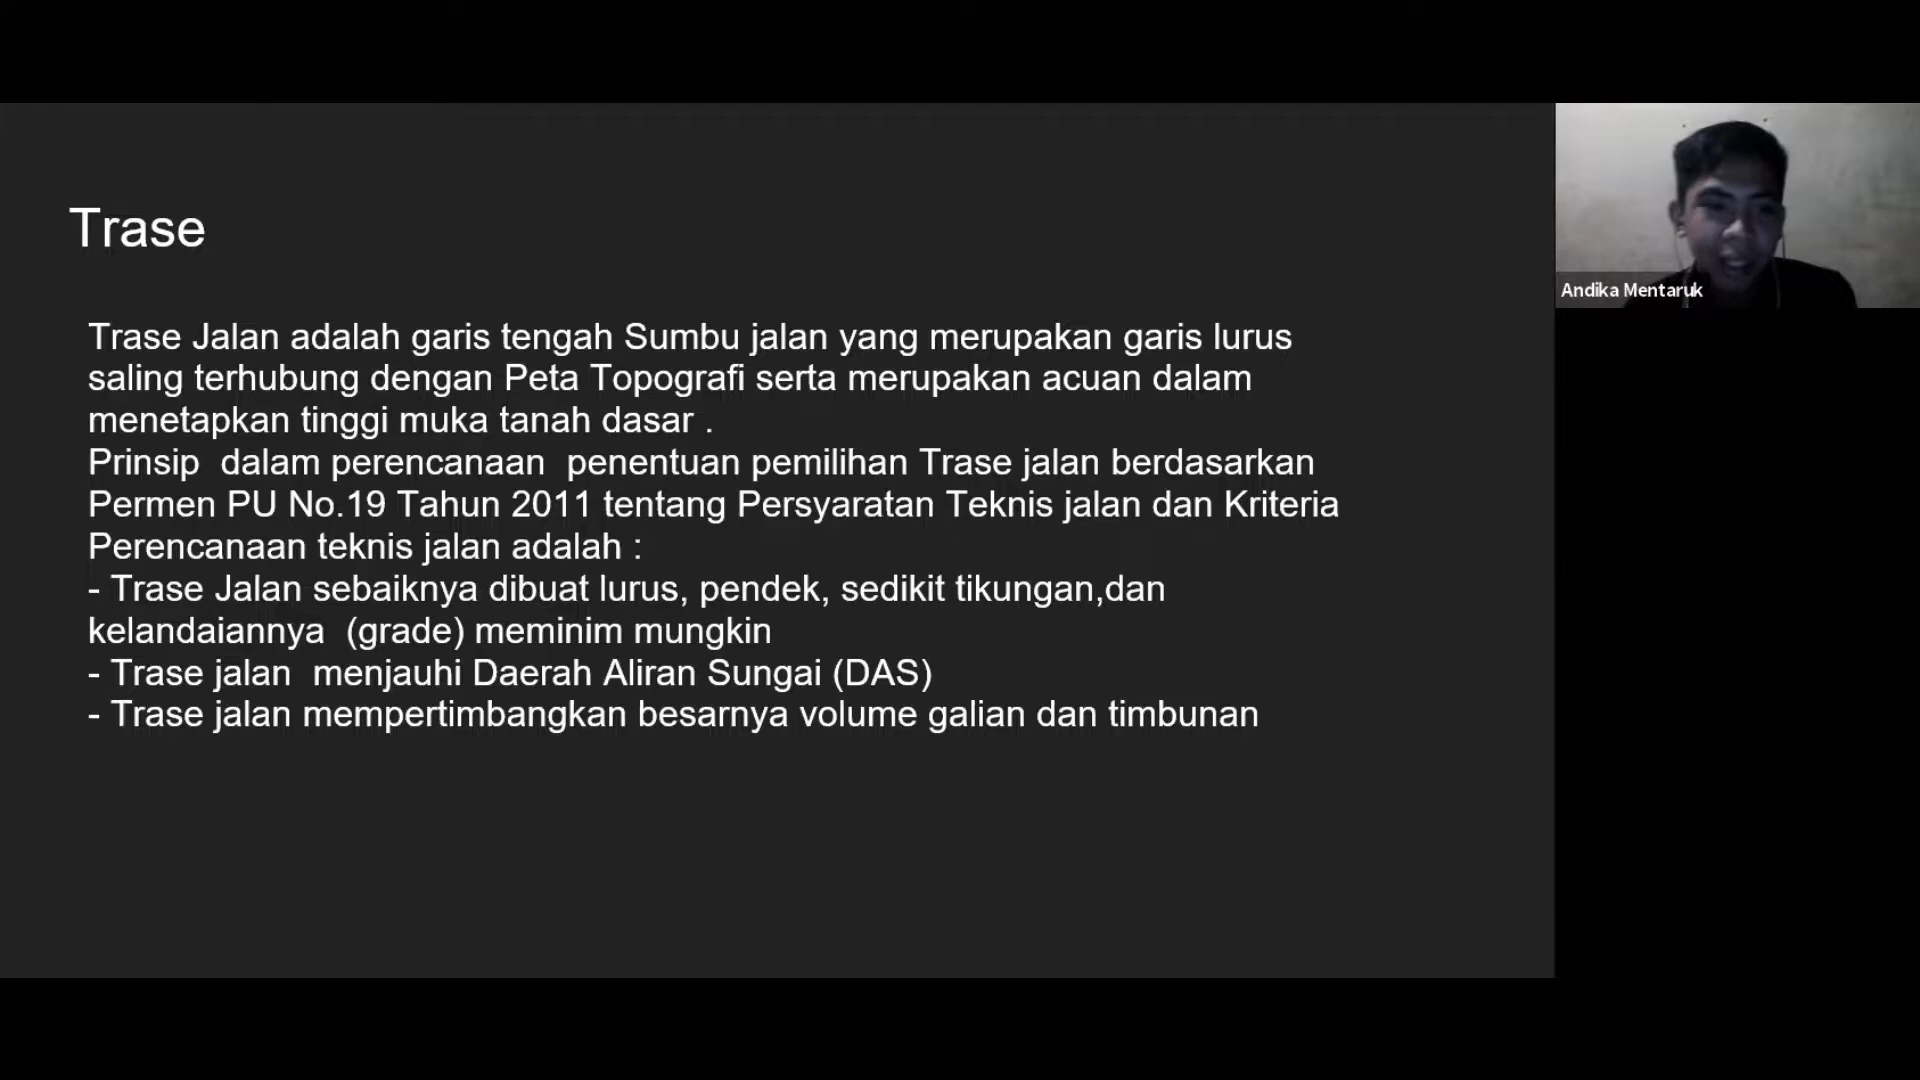 Trase
Trase Jalan adalah garis tengah Sumbu jalan yang merupakan garis lurus
saling terhubung dengan Peta Topografi serta merupakan acuan dalam
menetapkan tinggi muka tanah dasar .
Prinsip  dalam perencanaan  penentuan pemilihan Trase jalan berdasarkan
Permen PU No.19 Tahun 2011 tentang Persyaratan Teknis jalan dan Kriteria
Perencanaan teknis jalan adalah :
- Trase Jalan sebaiknya dibuat lurus, pendek, sedikit tikungan,dan
kelandaiannya  (grade) meminim mungkin
- Trase jalan  menjauhi Daerah Aliran Sungai (DAS)
- Trase jalan mempertimbangkan besarnya volume galian dan timbunan
Andika Mentaruk